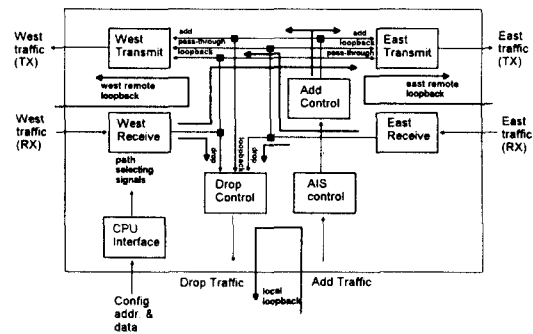 West
traffic
(TX)
West
Transmit
add
pass-through
loopback
add
loopback
pass-through
East
Transmit
East
traffic
(TX)
west remote
loopback
Add
Control
east remote
loopback
West
traffic
(RX)
West
Receive
East
Receive
East
traffic
(RX)
path
selecting
signals
drop
loopback
drop
Drop
Control
AIS
control
CPU
Interface
Drop Traffic
Add Traffic
local
loopback
Config
addr. &
data